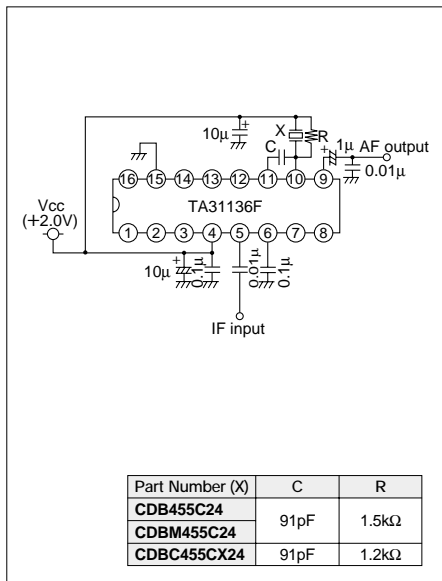 10μ
+
X
R
C
1μ
+
AF output
0.01μ
16 15 14 13 12 11 10 9
TA31136F
1 2 3 4 5 6 7 8
Vcc
(+2.0V)
10μ
+
0.1μ
0.01μ
0.1μ
IF input
Part Number (X) C R
CDB455C24 91pF 1.5kΩ
CDBM455C24
CDBC455CX24 91pF 1.2kΩ